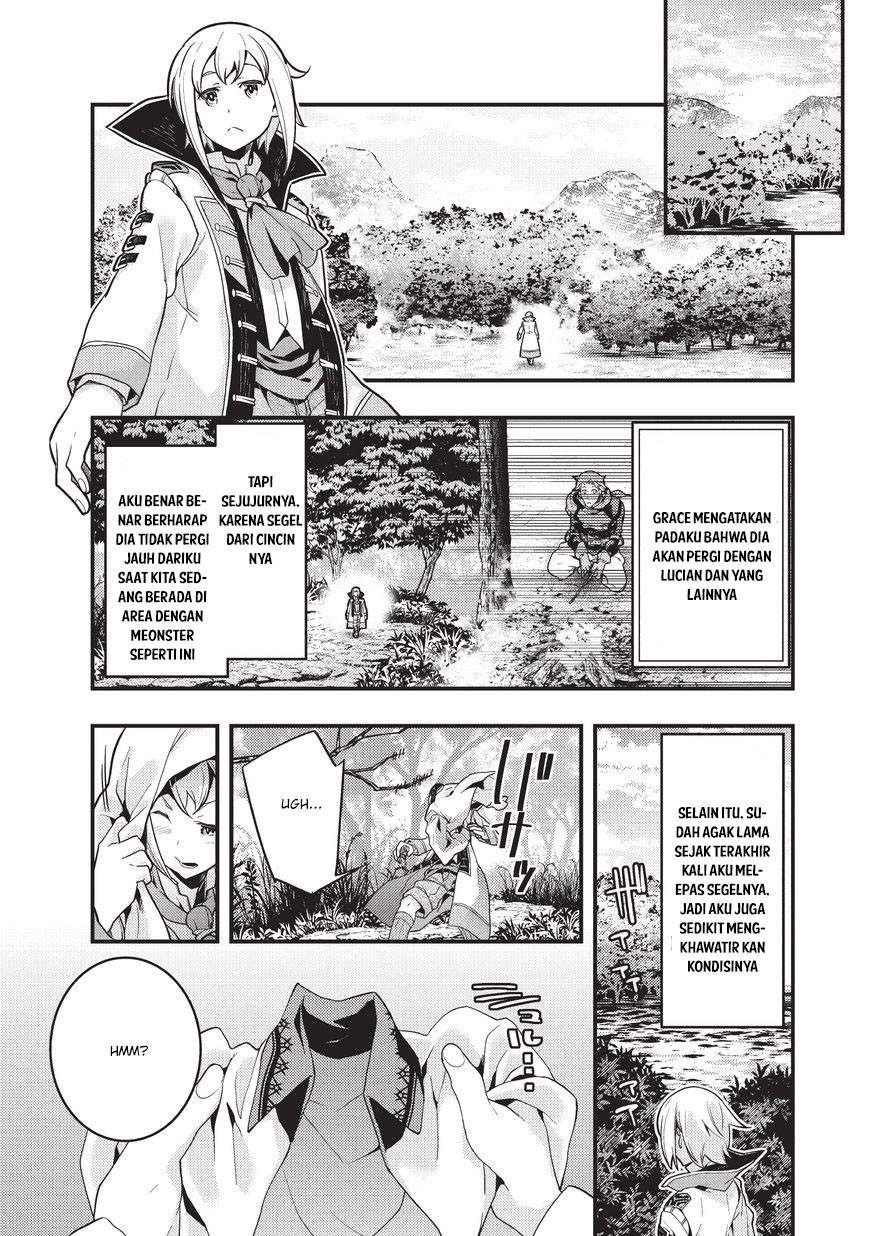 GRACE MENGATAKAN
PADAKU BAHWA DIA
AKAN PERGI DENGAN
LUCIAN DAN YANG
LAINNYA
TAPI
SEJUJURNYA,
KARENA SEGEL
DARI CINCIN
NYA
AKU BENAR BE-
NAR BERHARAP
DIA TIDAK PERGI
JAUH DARIKU
SAAT KITA SED-
ANG BERADA DI
AREA DENGAN
MEONSTER
SEPERTI INI
SELAIN ITU, SU-
DAH AGAK LAMA
SEJAK TERAKHIR
KALI AKU MEL-
EPAS SEGELNYA,
JADI AKU JUGA
SEDIKIT MENG-
KHAWATIR KAN
KONDISINYA
UGH...
HMM?